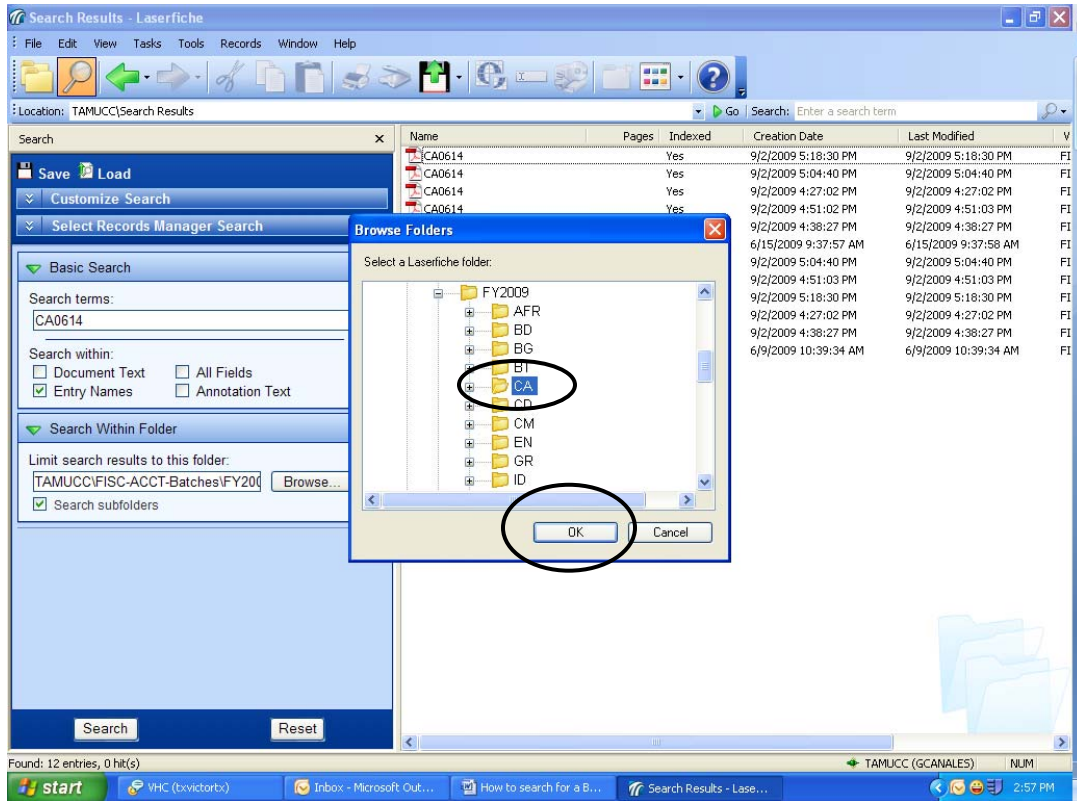 Search Results - Laserfiche
File Edit View Tasks Tools Records Window Help
Location: TAMUCC\Search Results Go Search: Enter a search term
Search
Save Load
Customize Search
Select Records Manager Search
Basic Search
Search terms:
CA0614
Search within:
Document Text All Fields
Entry Names Annotation Text
Search Within Folder
Limit search results to this folder:
TAMUCC\FISC-ACCT-Batches\FY200 Browse...
Search subfolders
Search Reset
Name Pages Indexed Creation Date Last Modified V
CA0614 Yes 9/2/2009 5:18:30 PM 9/2/2009 5:18:30 PM FI
CA0614 Yes 9/2/2009 5:04:40 PM 9/2/2009 5:04:40 PM FI
CA0614 Yes 9/2/2009 4:27:02 PM 9/2/2009 4:27:02 PM FI
CA0614 Yes 9/2/2009 4:51:02 PM 9/2/2009 4:51:03 PM FI
9/2/2009 4:38:27 PM 9/2/2009 4:38:27 PM FI
6/15/2009 9:37:57 AM 6/15/2009 9:37:58 AM FI
9/2/2009 5:04:40 PM 9/2/2009 5:04:40 PM FI
9/2/2009 4:51:03 PM 9/2/2009 4:51:03 PM FI
9/2/2009 5:18:30 PM 9/2/2009 5:18:30 PM FI
9/2/2009 4:27:02 PM 9/2/2009 4:27:02 PM FI
9/2/2009 4:38:27 PM 9/2/2009 4:38:27 PM FI
6/9/2009 10:39:34 AM 6/9/2009 10:39:34 AM FI
Browse Folders
Select a Laserfiche folder:
FY2009
AFR
BD
BG
BT
CA
CD
CM
EN
GR
ID
OK Cancel
Found: 12 entries, 0 hit(s) TAMUCC (GCANALES) NUM
start VHC (txvictortx) Inbox - Microsoft Out... How to search for a B... Search Results - Lase... 2:57 PM